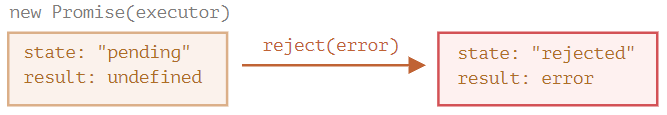 new Promise(executor)
state: "pending"
result: undefined
reject(error)
state: "rejected"
result: error